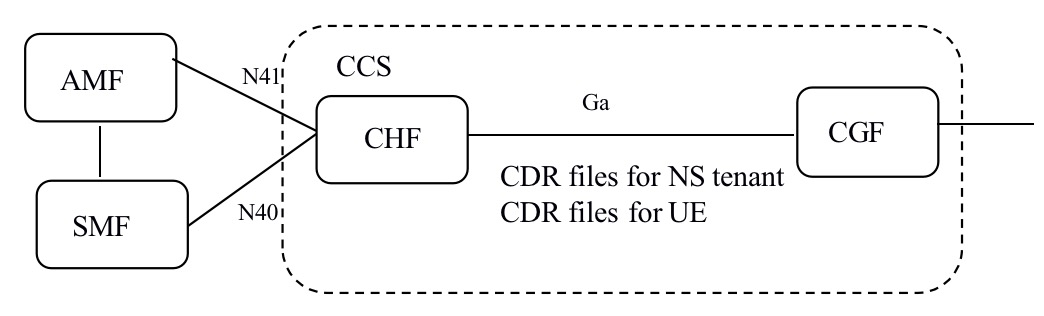 AMF
N41
CCS
CHF
Ga
CGF
CDR files for NS tenant
CDR files for UE
SMF
N40